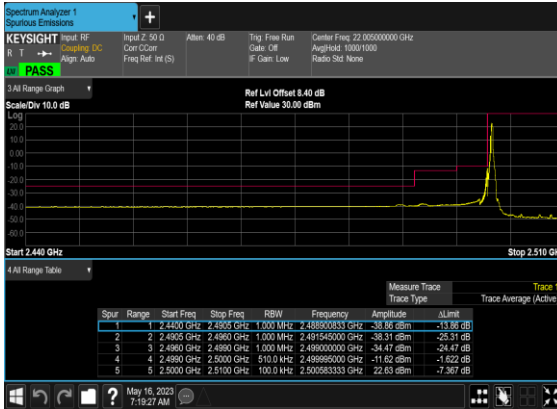 Spectrum Analyzer 1
Spurious Emissions
+
KEYSIGHT Input: RF Input Z: 50 Ω Atten: 40 dB Trig: Free Run Center Freq: 22.005000000 GHz
R T Coupling: DC Corr CCorr Gate: Off Avg|Hold: 1000/1000
Align: Auto Freq Ref: Int (S) IF Gain: Low Radio Std: None
PASS
3 All Range Graph
Ref Lvl Offset 8.40 dB
Scale/Div 10.0 dB Ref Value 30.00 dBm
Log
20.0
10.0
0.00
-10.0
-20.0
-30.0
-40.0
-50.0
-60.0
Start 2.440 GHz Stop 2.510 GH
4 All Range Table
Measure Trace Trace 1
Trace Type Trace Average (Active
Spur Range Start Freq Stop Freq RBW Frequency Amplitude ΔLimit
1 1 2.4400 GHz 2.4905 GHz 1.000 MHz 2.488900833 GHz -38.86 dBm -13.86 dB
2 2 2.4905 GHz 2.4960 GHz 1.000 MHz 2.491545000 GHz -38.31 dBm -25.31 dB
3 3 2.4960 GHz 2.4990 GHz 1.000 MHz 2.499000000 GHz -34.47 dBm -24.47 dB
4 4 2.4990 GHz 2.5000 GHz 510.0 kHz 2.499995000 GHz -11.62 dBm -1.622 dB
5 5 2.5000 GHz 2.5100 GHz 100.0 kHz 2.500583333 GHz 22.63 dBm -7.367 dB
?
May 16, 2023
7:19:27 AM